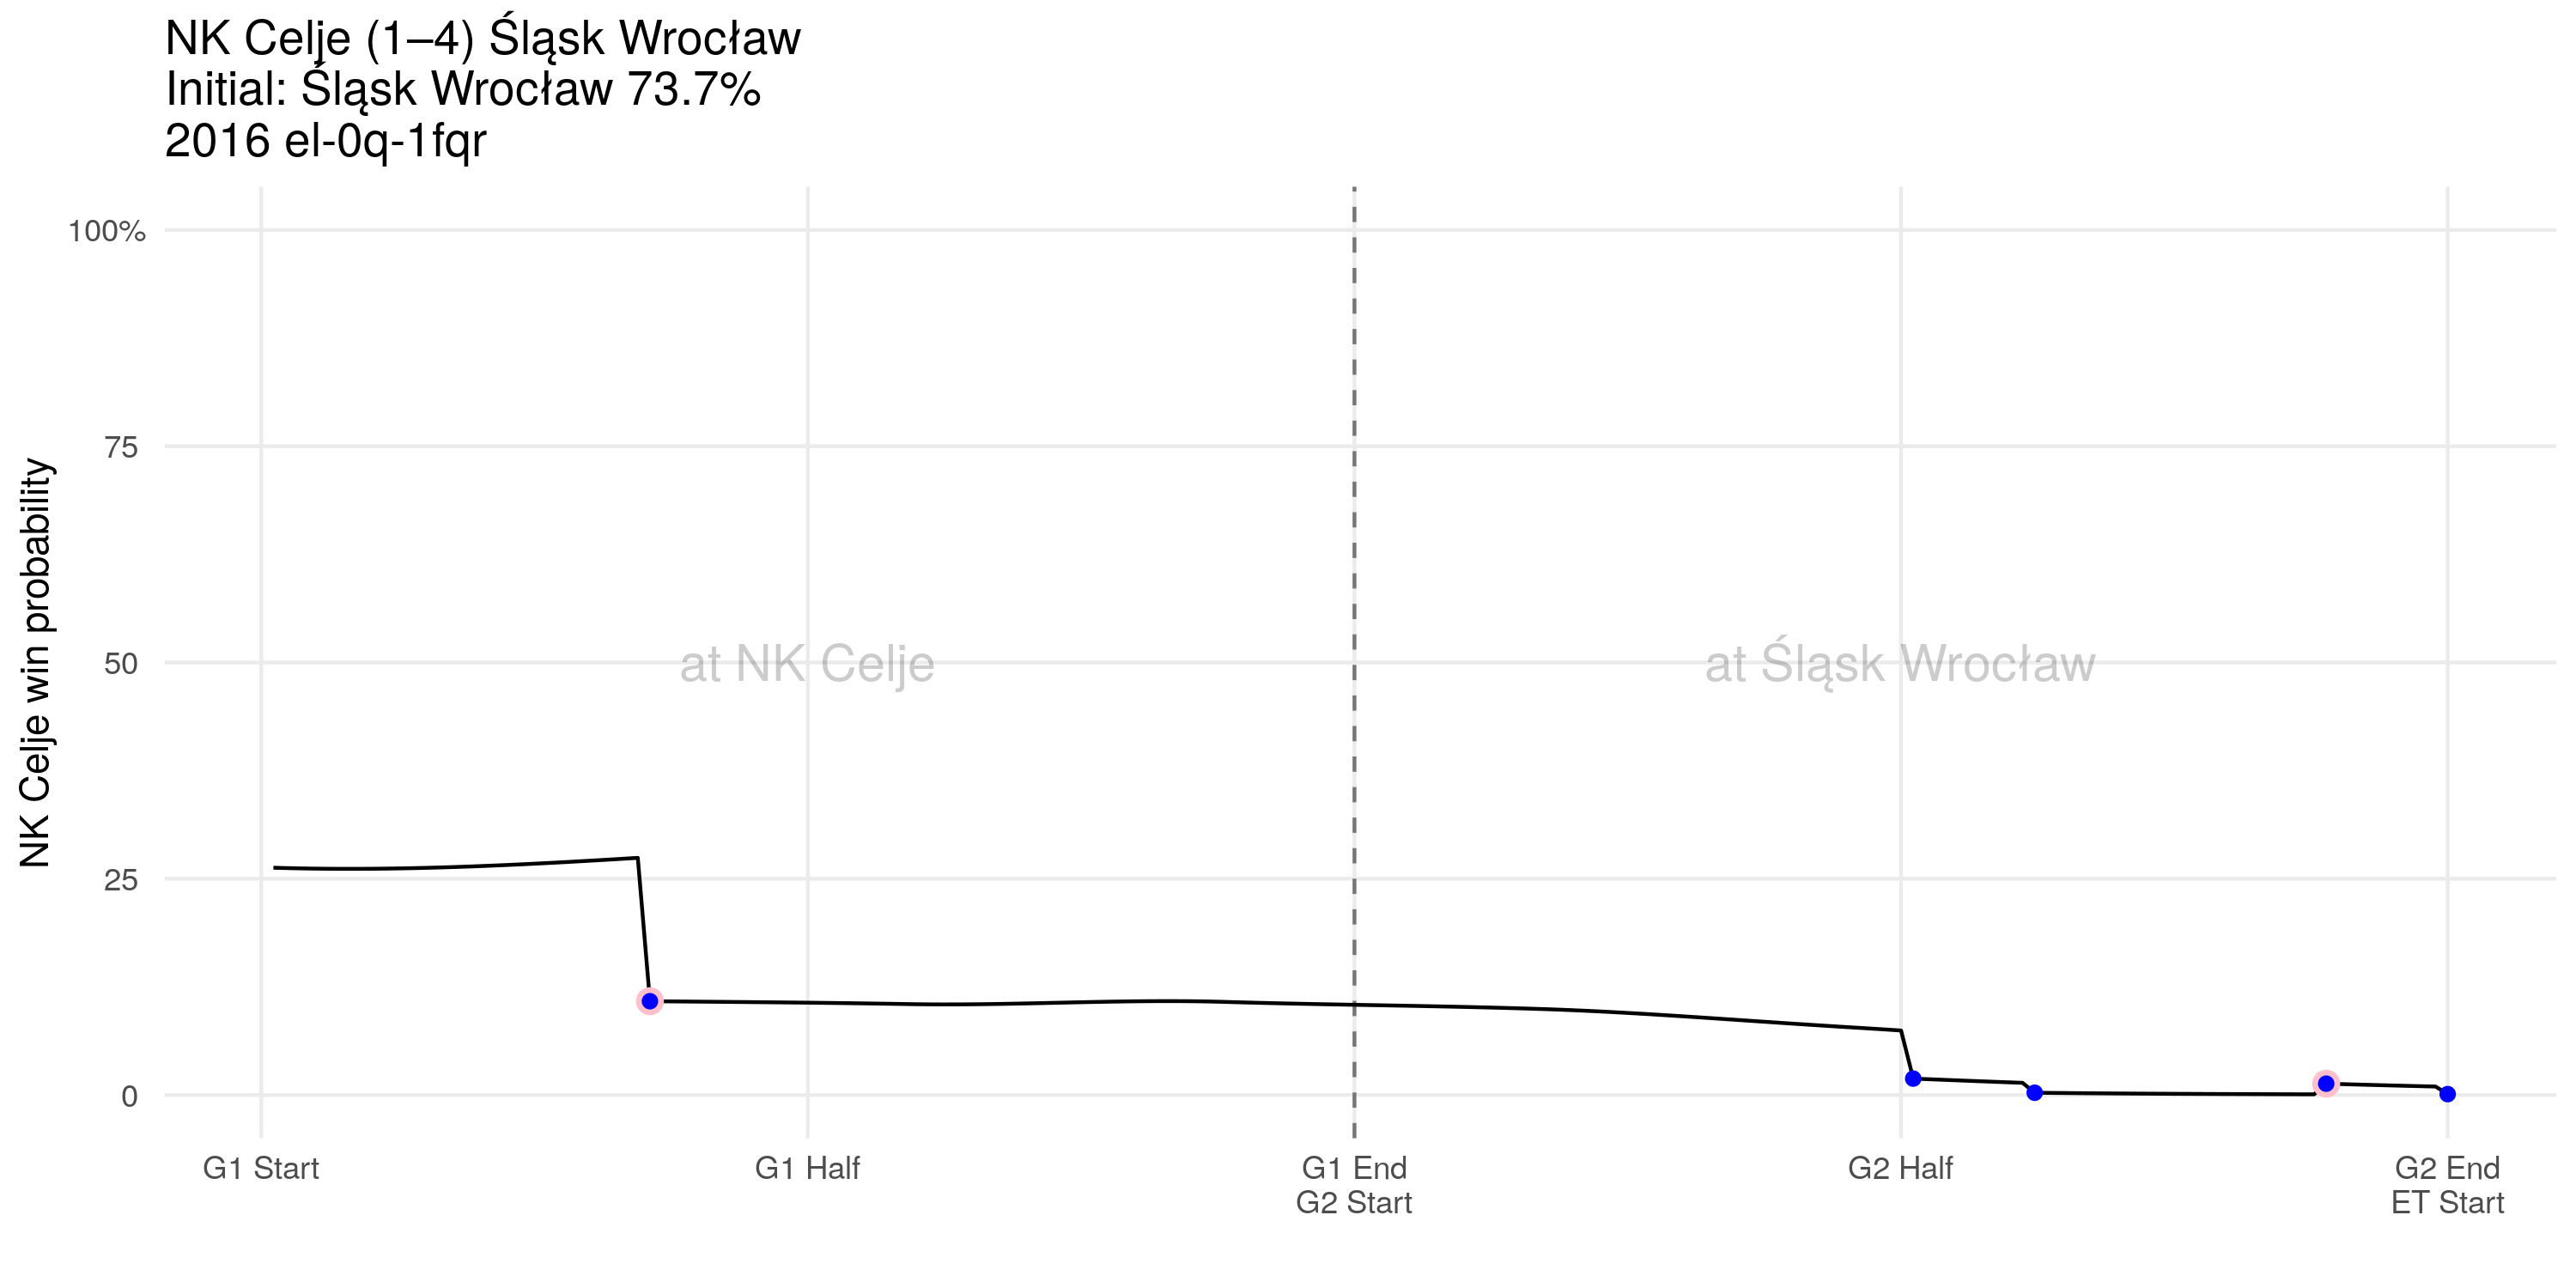 NK Celje (1–4) Śląsk Wrocław
Initial: Śląsk Wrocław 73.7%
2016 el-0q-1fqr
NK Celje win probability
100%
75
50
25
0
at NK Celje
at Śląsk Wrocław
G1 Start
G1 Half
G1 End
G2 Start
G2 Half
G2 End
ET Start